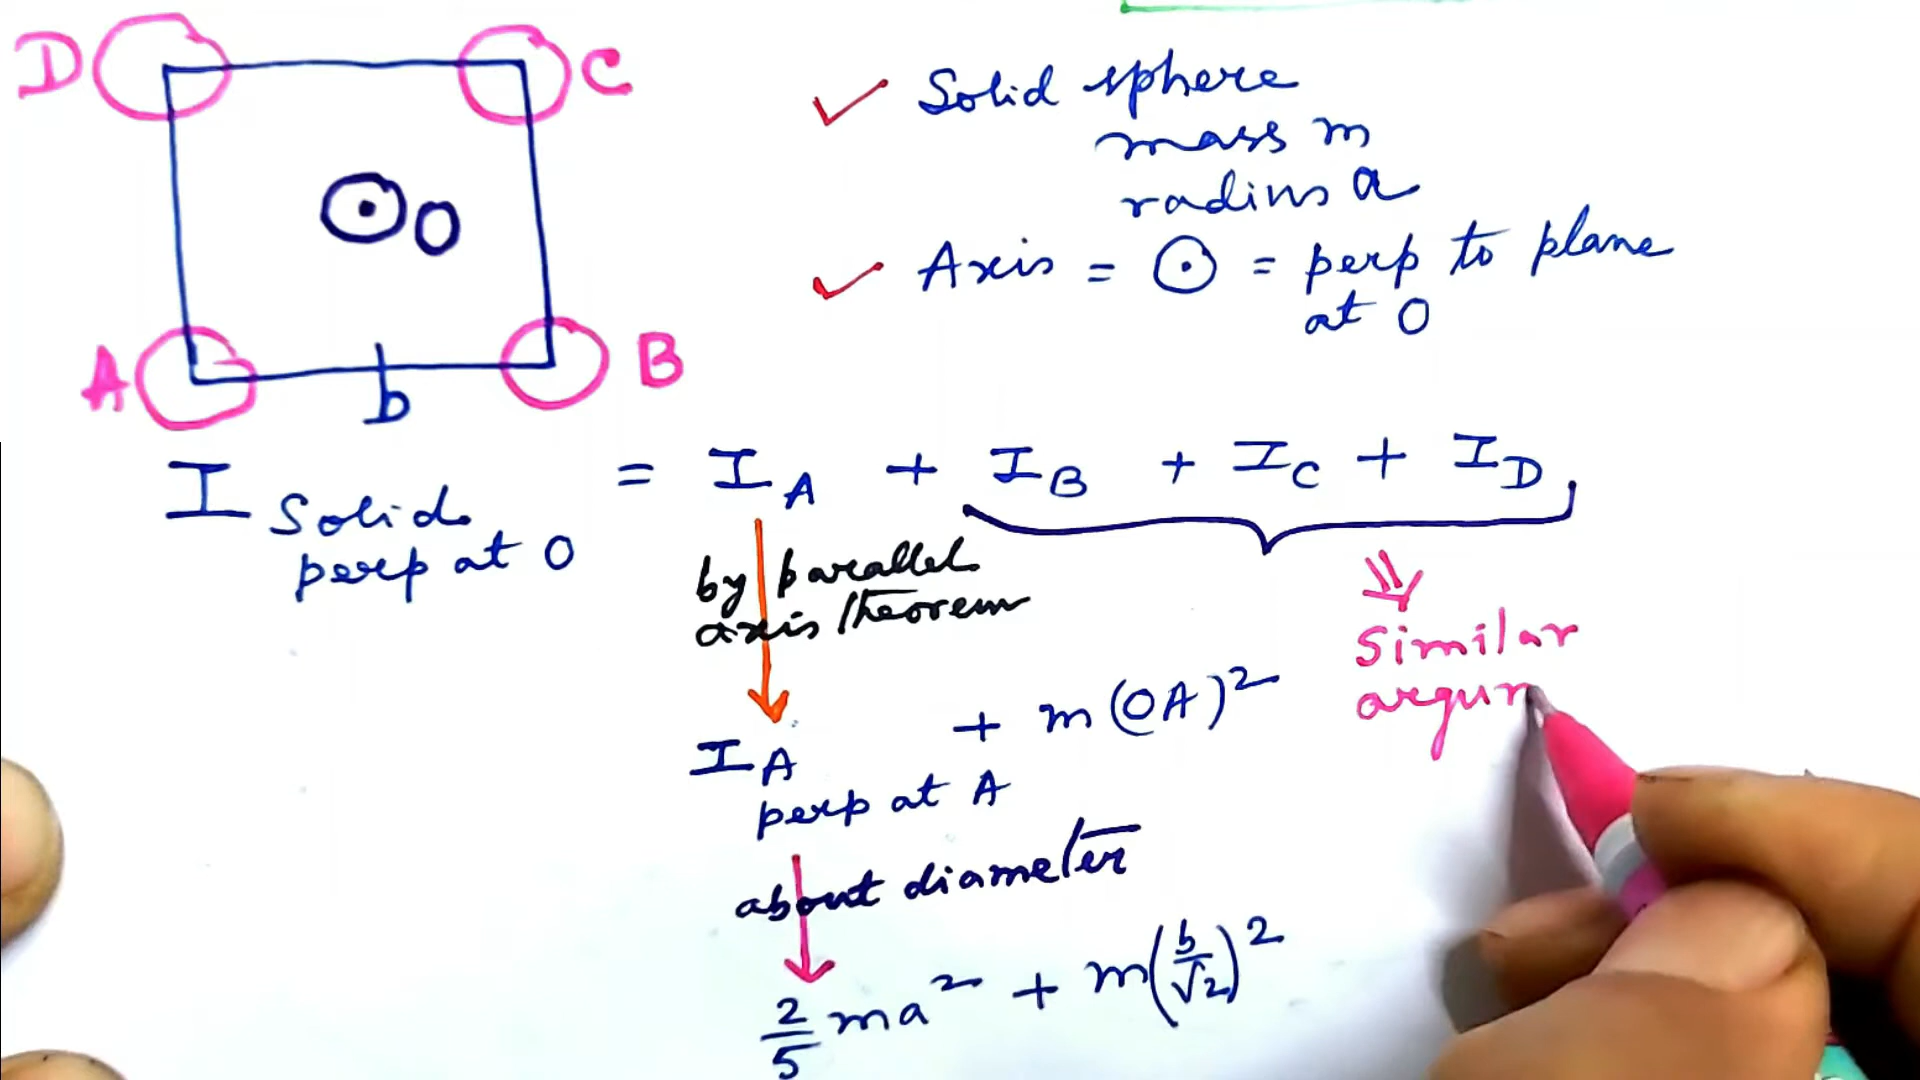 D
C
O
A
B
b
✓ Solid sphere
mass m
radius a
✓ Axis = ⊙ = perp to plane
at O
I Solid perp at O = I_A + I_B + I_C + I_D
by parallel
axis theorem
Similar
argum
I_A perp at A + m(OA)²
about diameter
2/5 ma² + m(b/√2)²